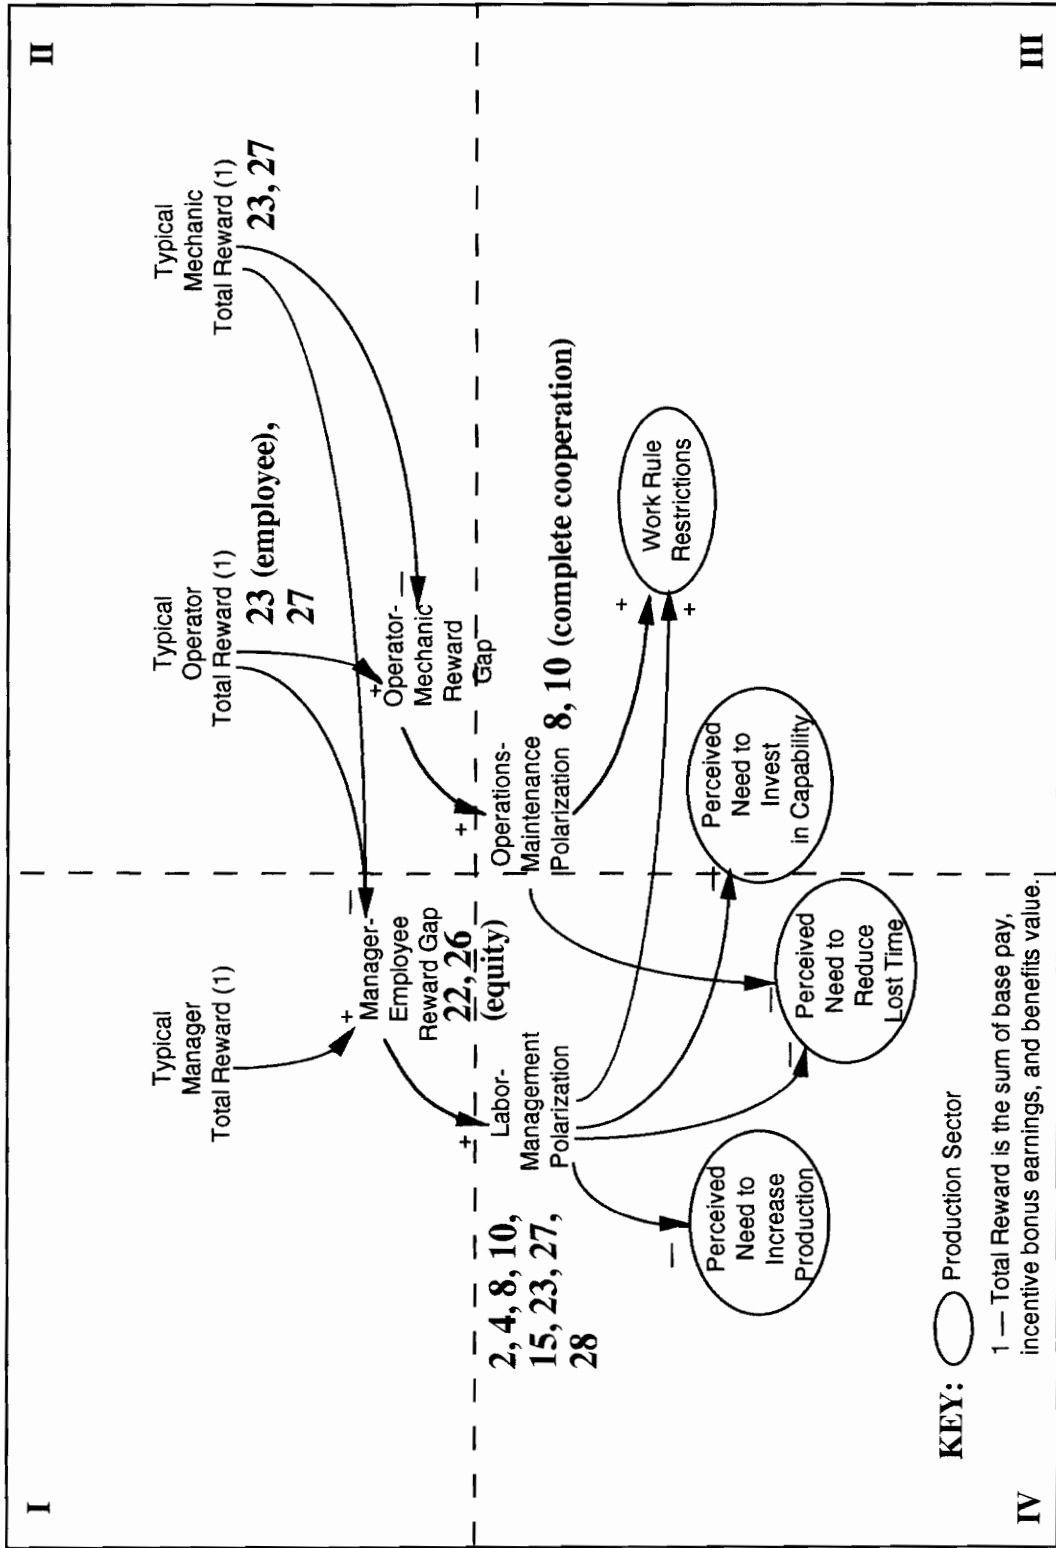 I
II
Typical
Manager
Total Reward (1)
Typical
Operator
Total Reward (1)
23 (employee),
27
Typical
Mechanic
Total Reward (1)
23, 27
+
Manager-
Employee
Reward Gap
22, 26
(equity)
—
+
Operator-
Mechanic
Reward
Gap
—
+
Labor-
Management
Polarization
2, 4, 8, 10,
15, 23, 27,
28
+
Operations-
Maintenance
Polarization
8, 10 (complete cooperation)
—
Perceived
Need to
Increase
Production
—
—
Perceived
Need to
Reduce
Lost Time
+
Perceived
Need to
Invest
in Capability
+
+
Work Rule
Restrictions
KEY:
Production Sector
1 — Total Reward is the sum of base pay,
incentive bonus earnings, and benefits value.
IV
III